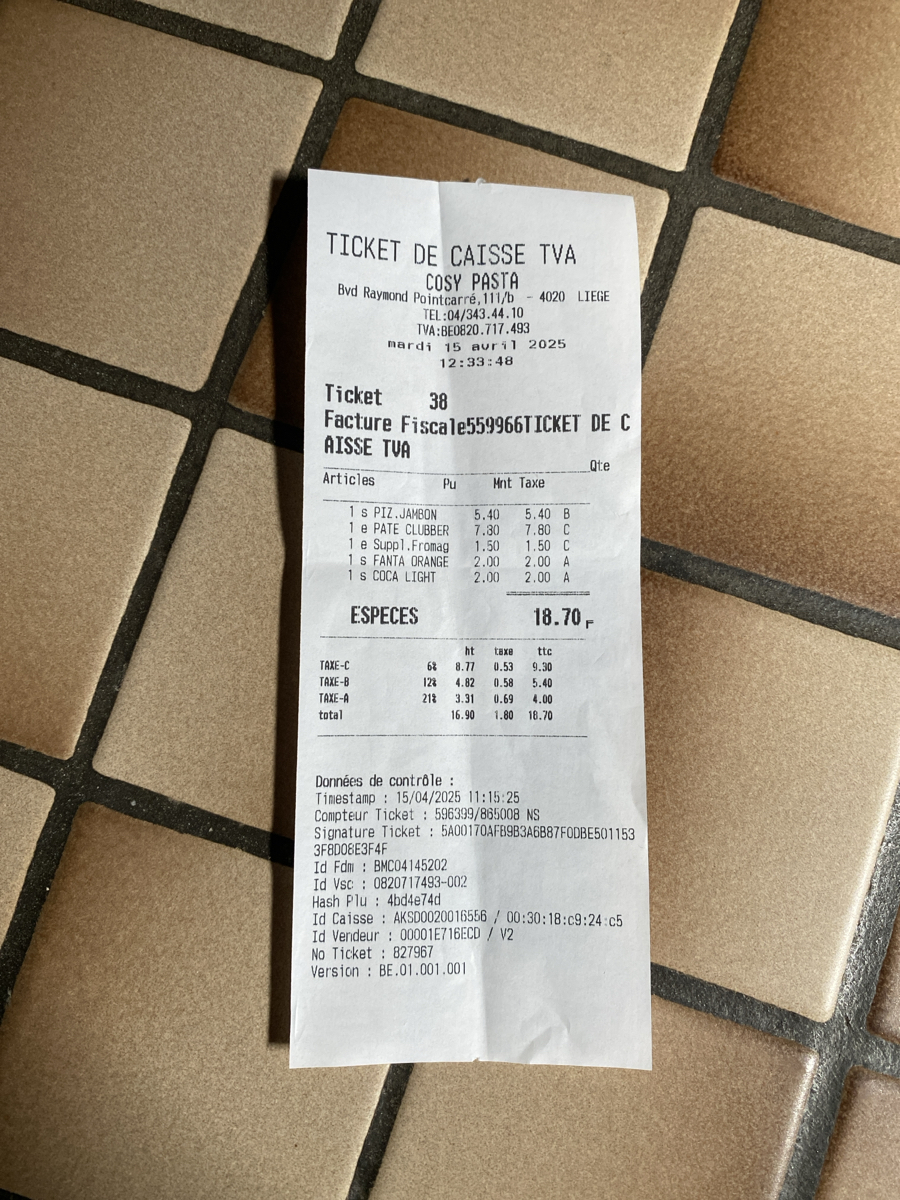 TICKET DE CAISSE TVA
COSY PASTA
Bvd Raymond Pointcarré,111/b - 4020 LIEGE
TEL:04/343.44.10
TVA:BE0820.717.493
mardi 15 avril 2025
12:33:48
Ticket 38
Facture Fiscale559966TICKET DE C
AISSE TVA
Qte
Articles Pu Mnt Taxe
1 s PIZ.JAMBON 5.40 5.40 B
1 e PATE CLUBBER 7.80 7.80 C
1 e Suppl.Fromag 1.50 1.50 C
1 s FANTA ORANGE 2.00 2.00 A
1 s COCA LIGHT 2.00 2.00 A
ESPECES 18.70 F
ht taxe ttc
TAXE-C 6% 8.77 0.53 9.30
TAXE-B 12% 4.82 0.58 5.40
TAXE-A 21% 3.31 0.69 4.00
total 16.90 1.80 18.70
Données de contrôle :
Timestamp : 15/04/2025 11:15:25
Compteur Ticket : 596399/865008 NS
Signature Ticket : 5A00170AFB9B3A6B87F0DBE501153
3F8D08E3F4F
Id Fdm : BMC04145202
Id Vsc : 0820717493-002
Hash Plu : 4bd4e74d
Id Caisse : AKSD0020016556 / 00:30:18:c9:24:c5
Id Vendeur : 00001E716ECD / V2
No Ticket : 827967
Version : BE.01.001.001